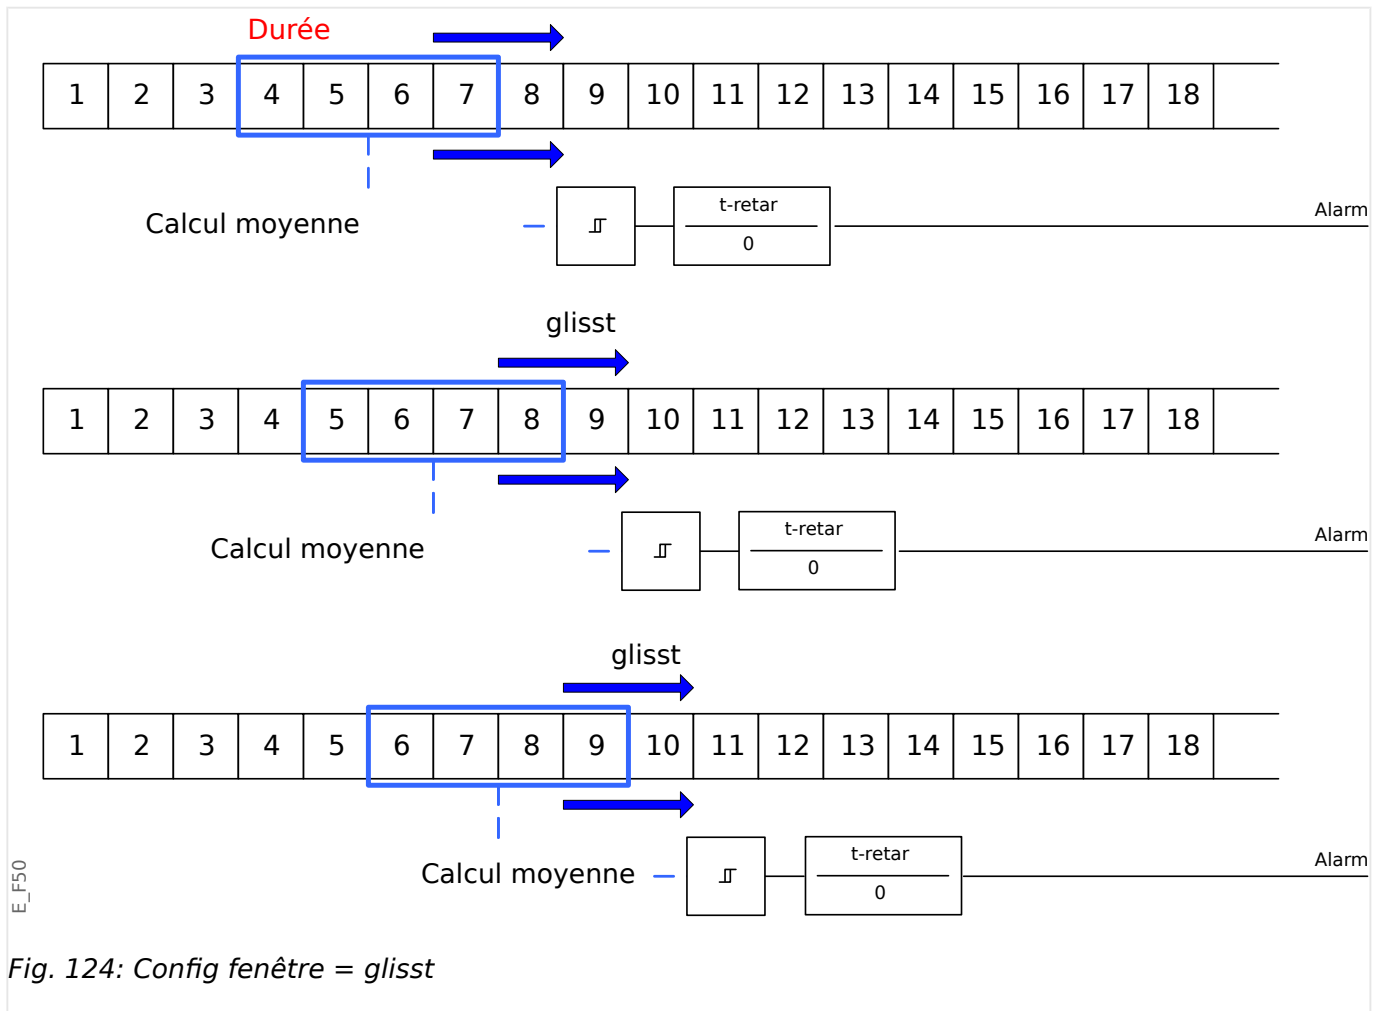 Durée
1 2 3 4 5 6 7 8 9 10 11 12 13 14 15 16 17 18
t-retar
Calcul moyenne
0
Alarm
glisst
1 2 3 4 5 6 7 8 9 10 11 12 13 14 15 16 17 18
t-retar
Calcul moyenne
0
Alarm
glisst
1 2 3 4 5 6 7 8 9 10 11 12 13 14 15 16 17 18
t-retar
Calcul moyenne
0
Alarm
E_F50
Fig. 124: Config fenêtre = glisst